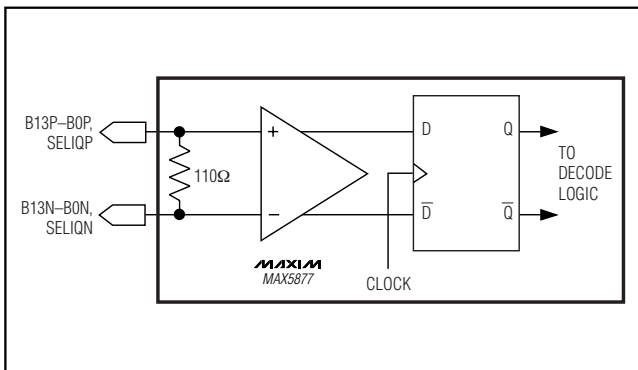 B13P–B0P,
SELIQP
B13N–B0N,
SELIQN
110Ω
+
−
MAXIM
MAX5877
CLOCK
D
Q
D̅
Q̅
TO
DECODE
LOGIC